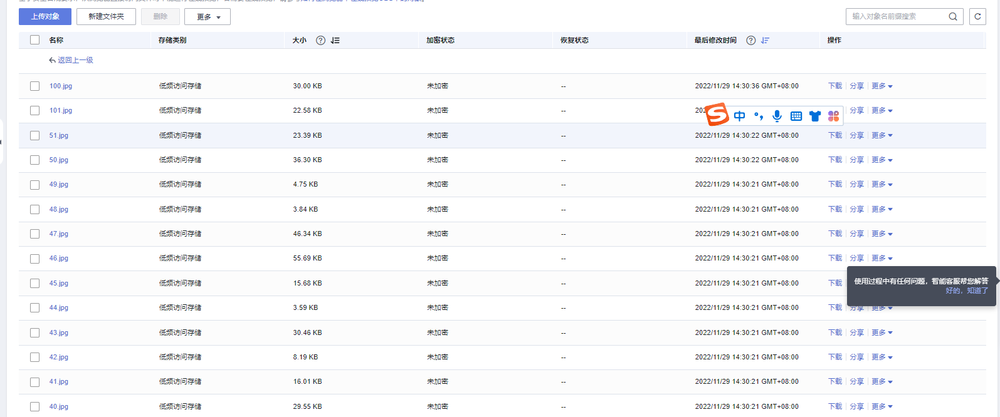 上传对象 新建文件夹 删除 更多 输入对象名前缀搜索
名称 存储类别 大小 加密状态 恢复状态 最后修改时间 操作
返回上一级
100.jpg 低频访问存储 30.00 KB 未加密 -- 2022/11/29 14:30:36 GMT+08:00 下载 分享 更多
101.jpg 低频访问存储 22.58 KB 未加密 -- 分享 更多
中
51.jpg 低频访问存储 23.39 KB 未加密 -- 2022/11/29 14:30:22 GMT+08:00 下载 分享 更多
50.jpg 低频访问存储 36.30 KB 未加密 -- 2022/11/29 14:30:22 GMT+08:00 下载 分享 更多
49.jpg 低频访问存储 4.75 KB 未加密 -- 2022/11/29 14:30:21 GMT+08:00 下载 分享 更多
48.jpg 低频访问存储 3.84 KB 未加密 -- 2022/11/29 14:30:21 GMT+08:00 下载 分享 更多
47.jpg 低频访问存储 46.34 KB 未加密 -- 2022/11/29 14:30:21 GMT+08:00 下载 分享 更多
46.jpg 低频访问存储 55.69 KB 未加密 -- 2022/11/29 14:30:21 GMT+08:00 下载 分享 更多
45.jpg 低频访问存储 15.68 KB 未加密 -- 2022/11/29 14:30:21 GMT+08:00 下载
使用过程中有任何问题，智能客服帮您解答
好的，知道了
44.jpg 低频访问存储 3.59 KB 未加密 -- 2022/11/29 14:30:21 GMT+08:00 下载 分享 更多
43.jpg 低频访问存储 30.46 KB 未加密 -- 2022/11/29 14:30:21 GMT+08:00 下载 分享 更多
42.jpg 低频访问存储 8.19 KB 未加密 -- 2022/11/29 14:30:21 GMT+08:00 下载 分享 更多
41.jpg 低频访问存储 16.01 KB 未加密 -- 2022/11/29 14:30:21 GMT+08:00 下载 分享 更多
40.jpg 低频访问存储 29.55 KB 未加密 -- 2022/11/29 14:30:21 GMT+08:00 下载 分享 更多